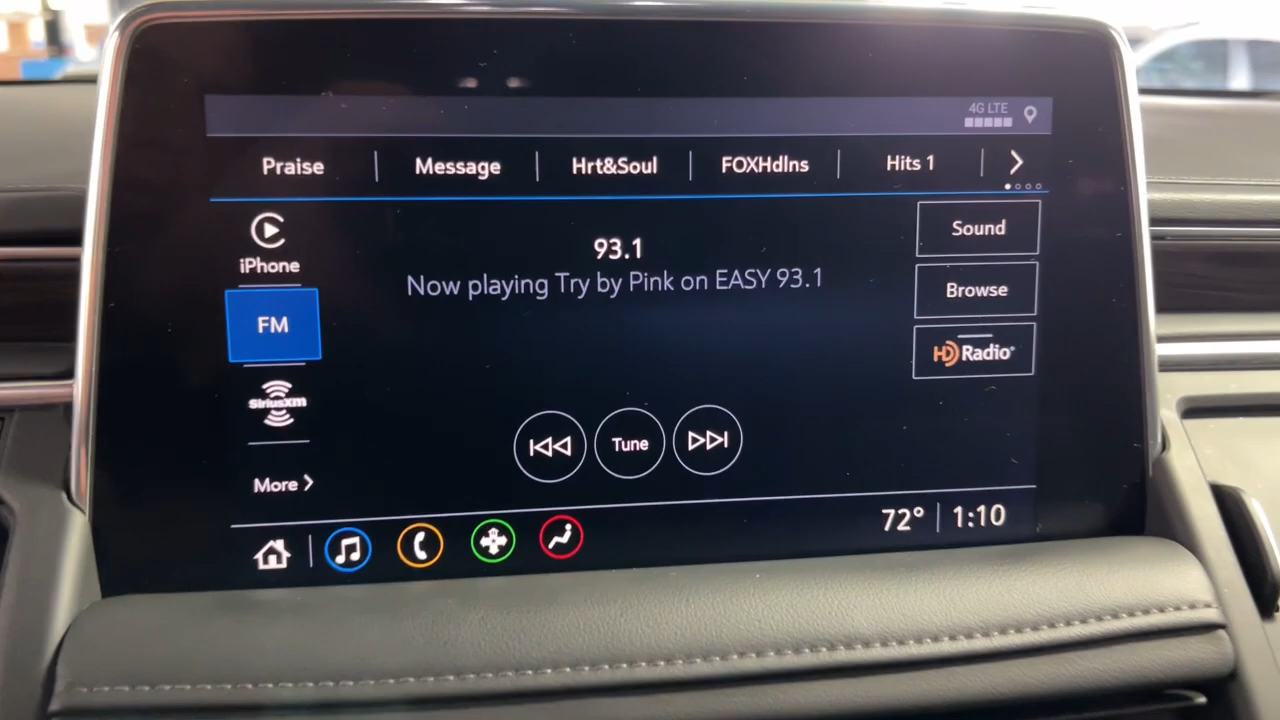 4G LTE
Praise Message Hrt&Soul FOXHdlns Hits 1
iPhone
93.1
Now playing Try by Pink on EASY 93.1
Sound
FM
Browse
HD Radio
SiriusXM
Tune
More
72° 1:10